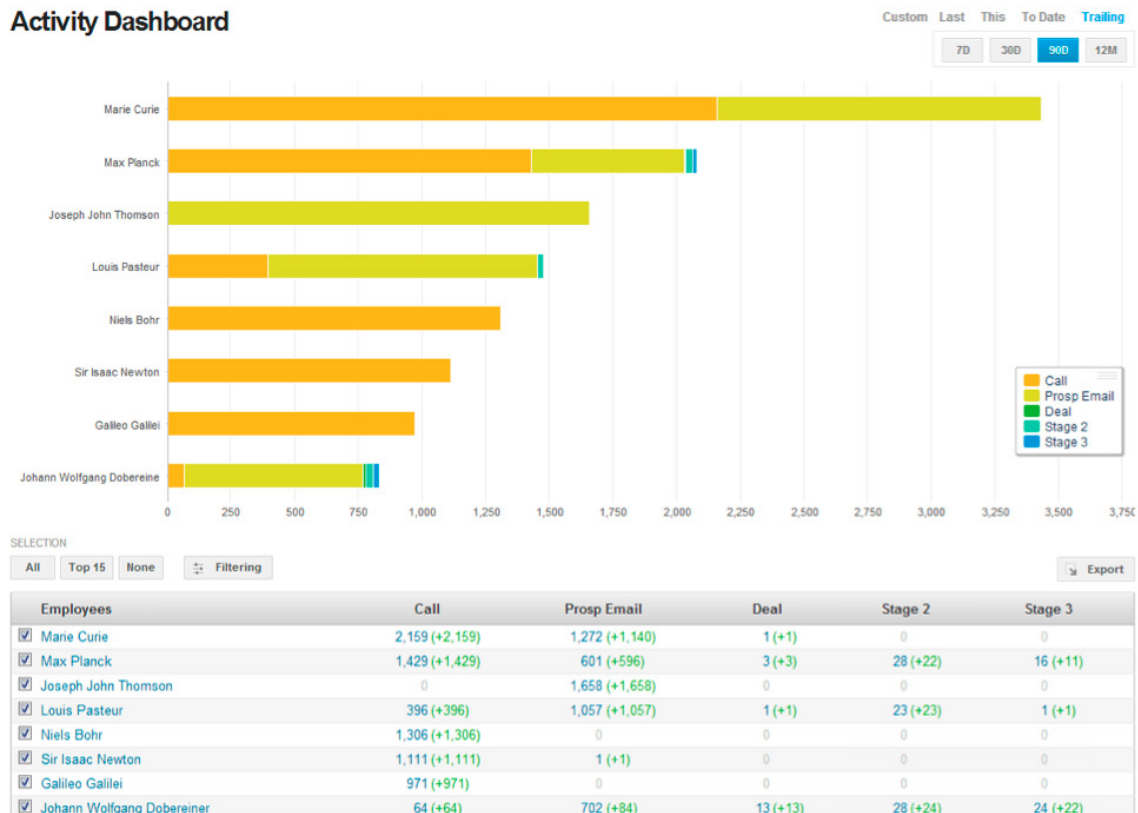 Activity Dashboard
Custom Last This To Date Trailing
7D 30D 90D 12M
Marie Curie
Max Planck
Joseph John Thomson
Louis Pasteur
Niels Bohr
Sir Isaac Newton
Galileo Galilei
Johann Wolfgang Dobereine
Call
Prosp Email
Deal
Stage 2
Stage 3
0 250 500 750 1,000 1,250 1,500 1,750 2,000 2,250 2,500 2,750 3,000 3,250 3,500 3,750
SELECTION
All Top 15 None Filtering Export
Employees Call Prosp Email Deal Stage 2 Stage 3
Marie Curie 2,159 (+2,159) 1,272 (+1,140) 1 (+1) 0 0
Max Planck 1,429 (+1,429) 601 (+596) 3 (+3) 28 (+22) 16 (+11)
Joseph John Thomson 0 1,658 (+1,658) 0 0 0
Louis Pasteur 396 (+396) 1,057 (+1,057) 1 (+1) 23 (+23) 1 (+1)
Niels Bohr 1,306 (+1,306) 0 0 0 0
Sir Isaac Newton 1,111 (+1,111) 1 (+1) 0 0 0
Galileo Galilei 971 (+971) 0 0 0 0
Johann Wolfgang Dobereiner 64 (+64) 702 (+84) 13 (+13) 28 (+24) 24 (+22)